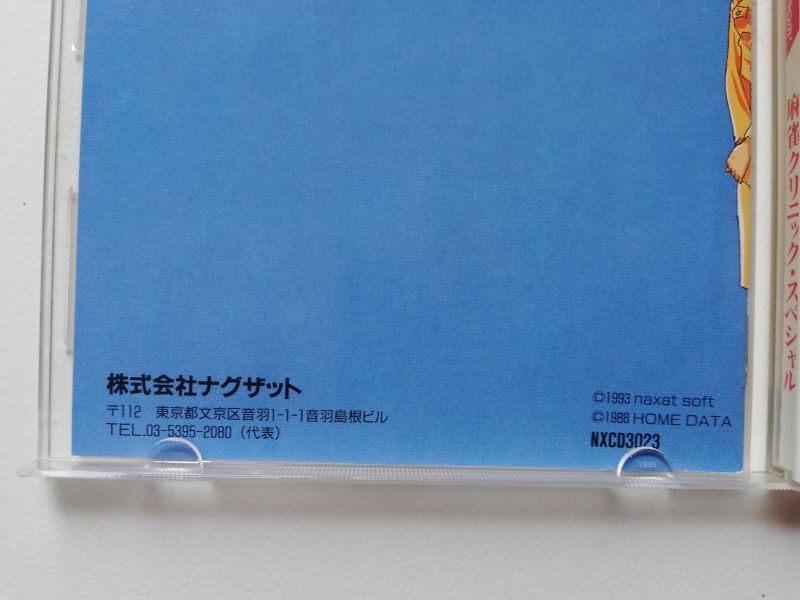 株式会社ナグザット
〒112 東京都文京区音羽1-1-1音羽島根ビル
TEL.03-5395-2080（代表）
©1993 naxat soft
©1988 HOME DATA
NXCD3023
麻雀クリニック・スペシャル